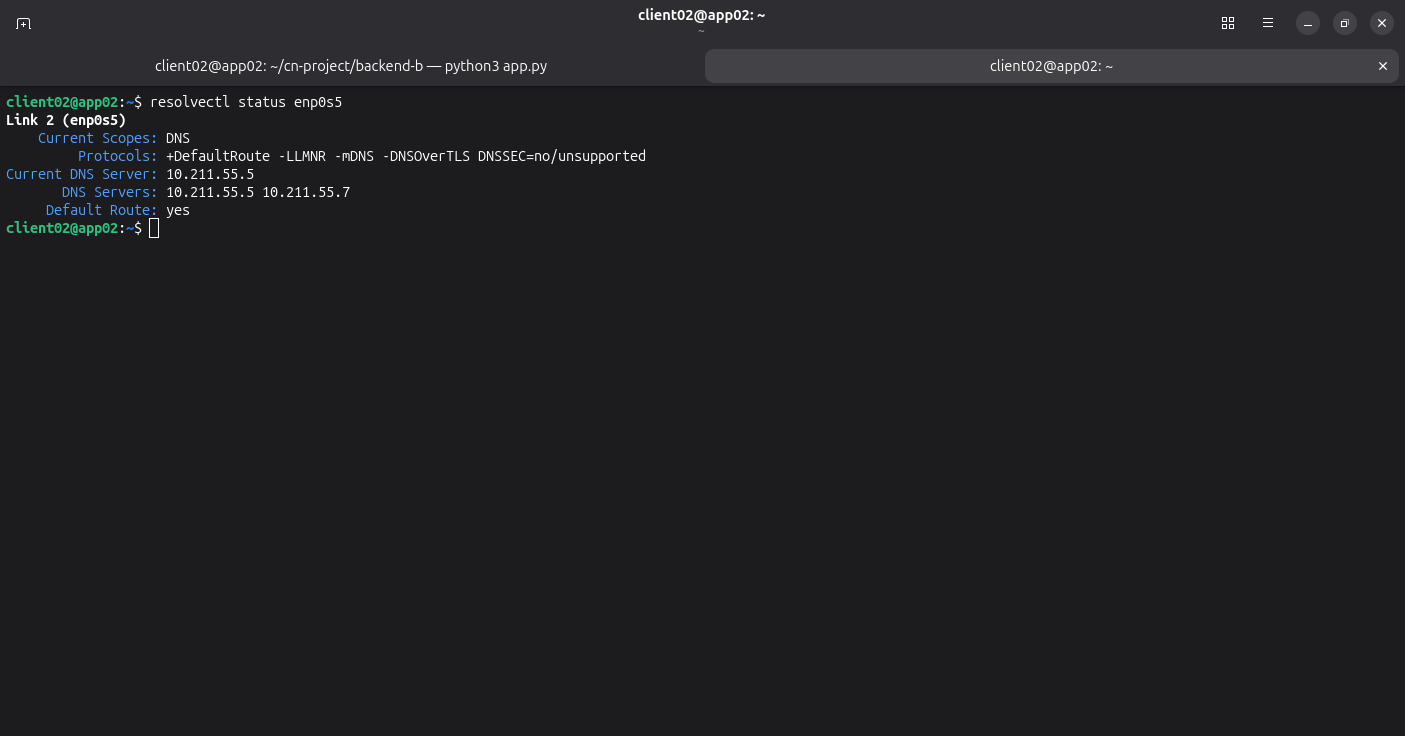 client02@app02: ~
~
client02@app02: ~/cn-project/backend-b — python3 app.py
client02@app02: ~
client02@app02:~$ resolvectl status enp0s5
Link 2 (enp0s5)
Current Scopes: DNS
Protocols: +DefaultRoute -LLMNR -mDNS -DNSOverTLS DNSSEC=no/unsupported
Current DNS Server: 10.211.55.5
DNS Servers: 10.211.55.5 10.211.55.7
Default Route: yes
client02@app02:~$